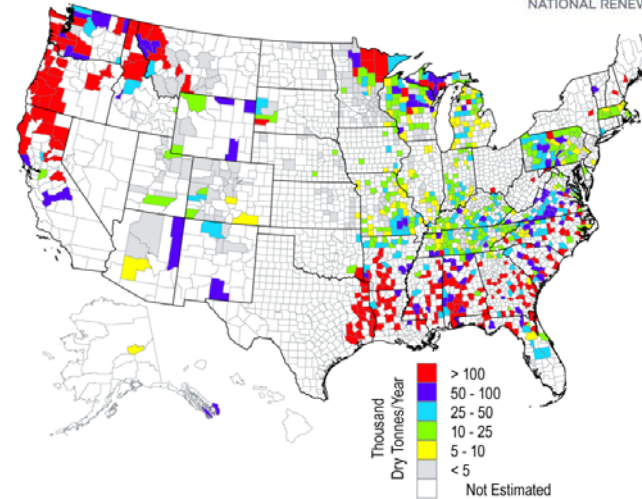 NATIONAL RENEW
Thousand
Dry Tonnes/Year
> 100
50 - 100
25 - 50
10 - 25
5 - 10
< 5
Not Estimated